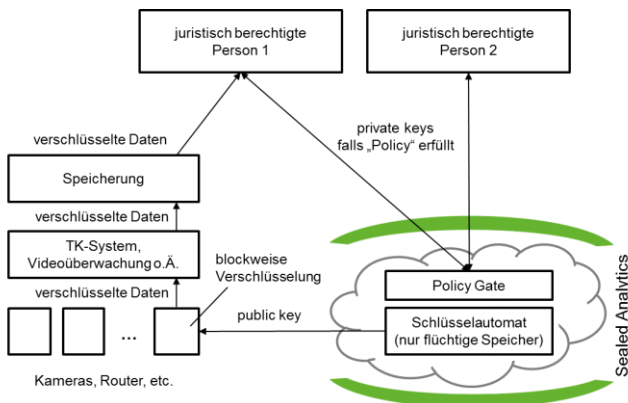 juristisch berechtigte
Person 1
juristisch berechtigte
Person 2
private keys
falls „Policy“ erfüllt
verschlüsselte Daten
Speicherung
verschlüsselte Daten
TK-System,
Videoüberwachung o.Ä.
verschlüsselte Daten
blockweise
Verschlüsselung
...
Kameras, Router, etc.
public key
Policy Gate
Schlüsselautomat
(nur flüchtige Speicher)
Sealed Analytics